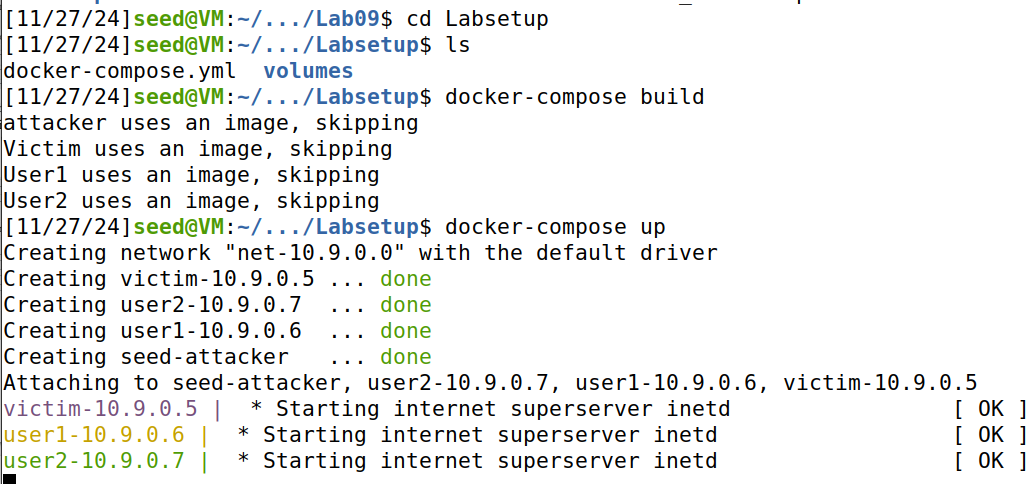 [11/27/24]seed@VM:~/.../Lab09$ cd Labsetup
[11/27/24]seed@VM:~/.../Labsetup$ ls
docker-compose.yml  volumes
[11/27/24]seed@VM:~/.../Labsetup$ docker-compose build
attacker uses an image, skipping
Victim uses an image, skipping
User1 uses an image, skipping
User2 uses an image, skipping
[11/27/24]seed@VM:~/.../Labsetup$ docker-compose up
Creating network "net-10.9.0.0" with the default driver
Creating victim-10.9.0.5 ... done
Creating user2-10.9.0.7  ... done
Creating user1-10.9.0.6  ... done
Creating seed-attacker   ... done
Attaching to seed-attacker, user2-10.9.0.7, user1-10.9.0.6, victim-10.9.0.5
victim-10.9.0.5 |  * Starting internet superserver inetd                 [ OK ]
user1-10.9.0.6 |  * Starting internet superserver inetd                  [ OK ]
user2-10.9.0.7 |  * Starting internet superserver inetd                  [ OK ]